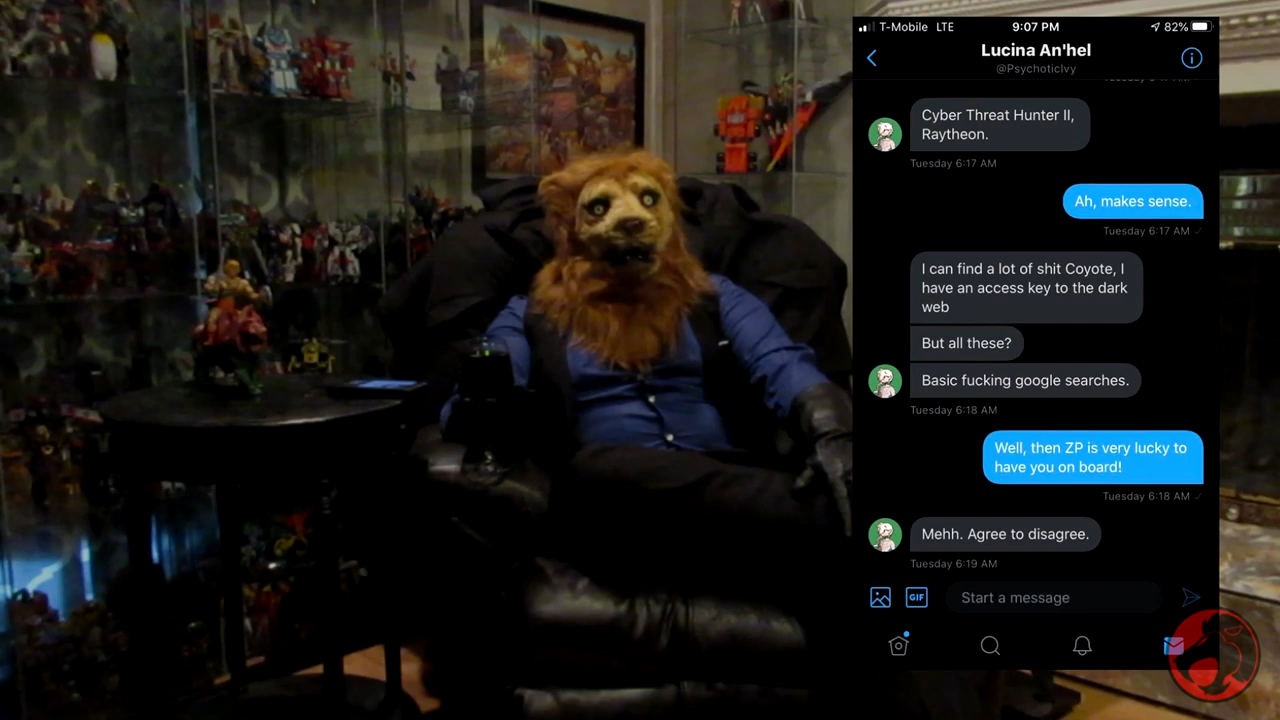 T-Mobile LTE 9:07 PM 82%
Lucina An'hel
@PsychoticIvy
Cyber Threat Hunter II,
Raytheon.
Tuesday 6:17 AM
Ah, makes sense.
Tuesday 6:17 AM ✓
I can find a lot of shit Coyote, I
have an access key to the dark
web
But all these?
Basic fucking google searches.
Tuesday 6:18 AM
Well, then ZP is very lucky to
have you on board!
Tuesday 6:18 AM ✓
Mehh. Agree to disagree.
Tuesday 6:19 AM
GIF
Start a message